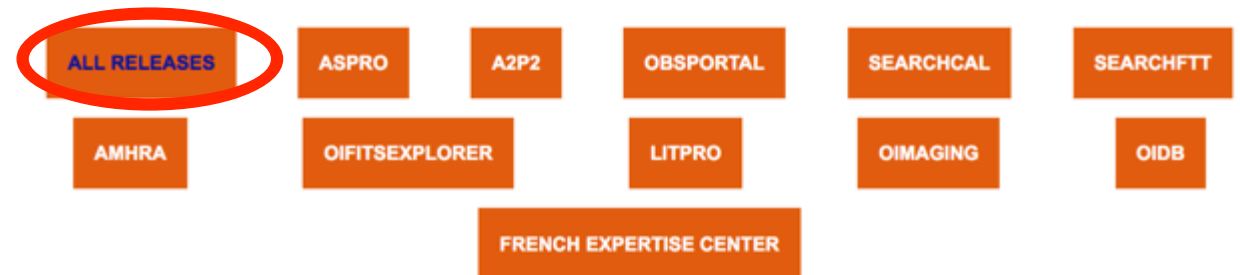 ALL RELEASES ASPRO A2P2 OBSPORTAL SEARCHCAL SEARCHFTT
AMHRA OIFITSEXPLORER LITPRO OIMAGING OIDB
FRENCH EXPERTISE CENTER